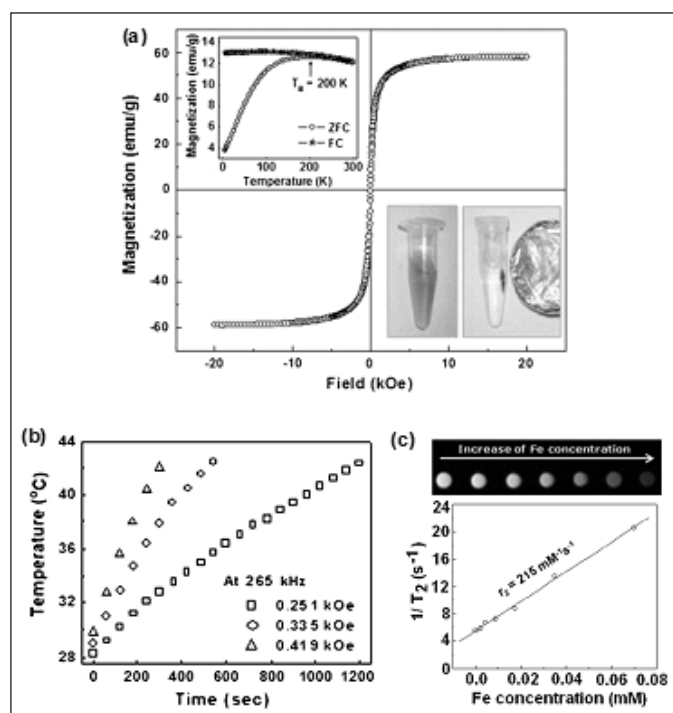 (a)
Magnetization (emu/g)
60
40
20
0
-20
-40
-60
-20
-10
0
10
20
Field (kOe)
Magnetization (emu/g)
14
12
10
8
6
4
0
100
200
300
Temperature (K)
T_B = 200 K
ZFC
FC
(b)
Temperature (°C)
44
40
36
32
28
0 200 400 600 800 1000 1200
Time (sec)
At 265 kHz
0.251 kOe
0.335 kOe
0.419 kOe
(c)
Increase of Fe concentration
1/ T₂ (s⁻¹)
24
20
16
12
8
4
0
0.0 0.02 0.04 0.06 0.08
Fe concentration (mM)
r₂ = 215 mM⁻¹s⁻¹